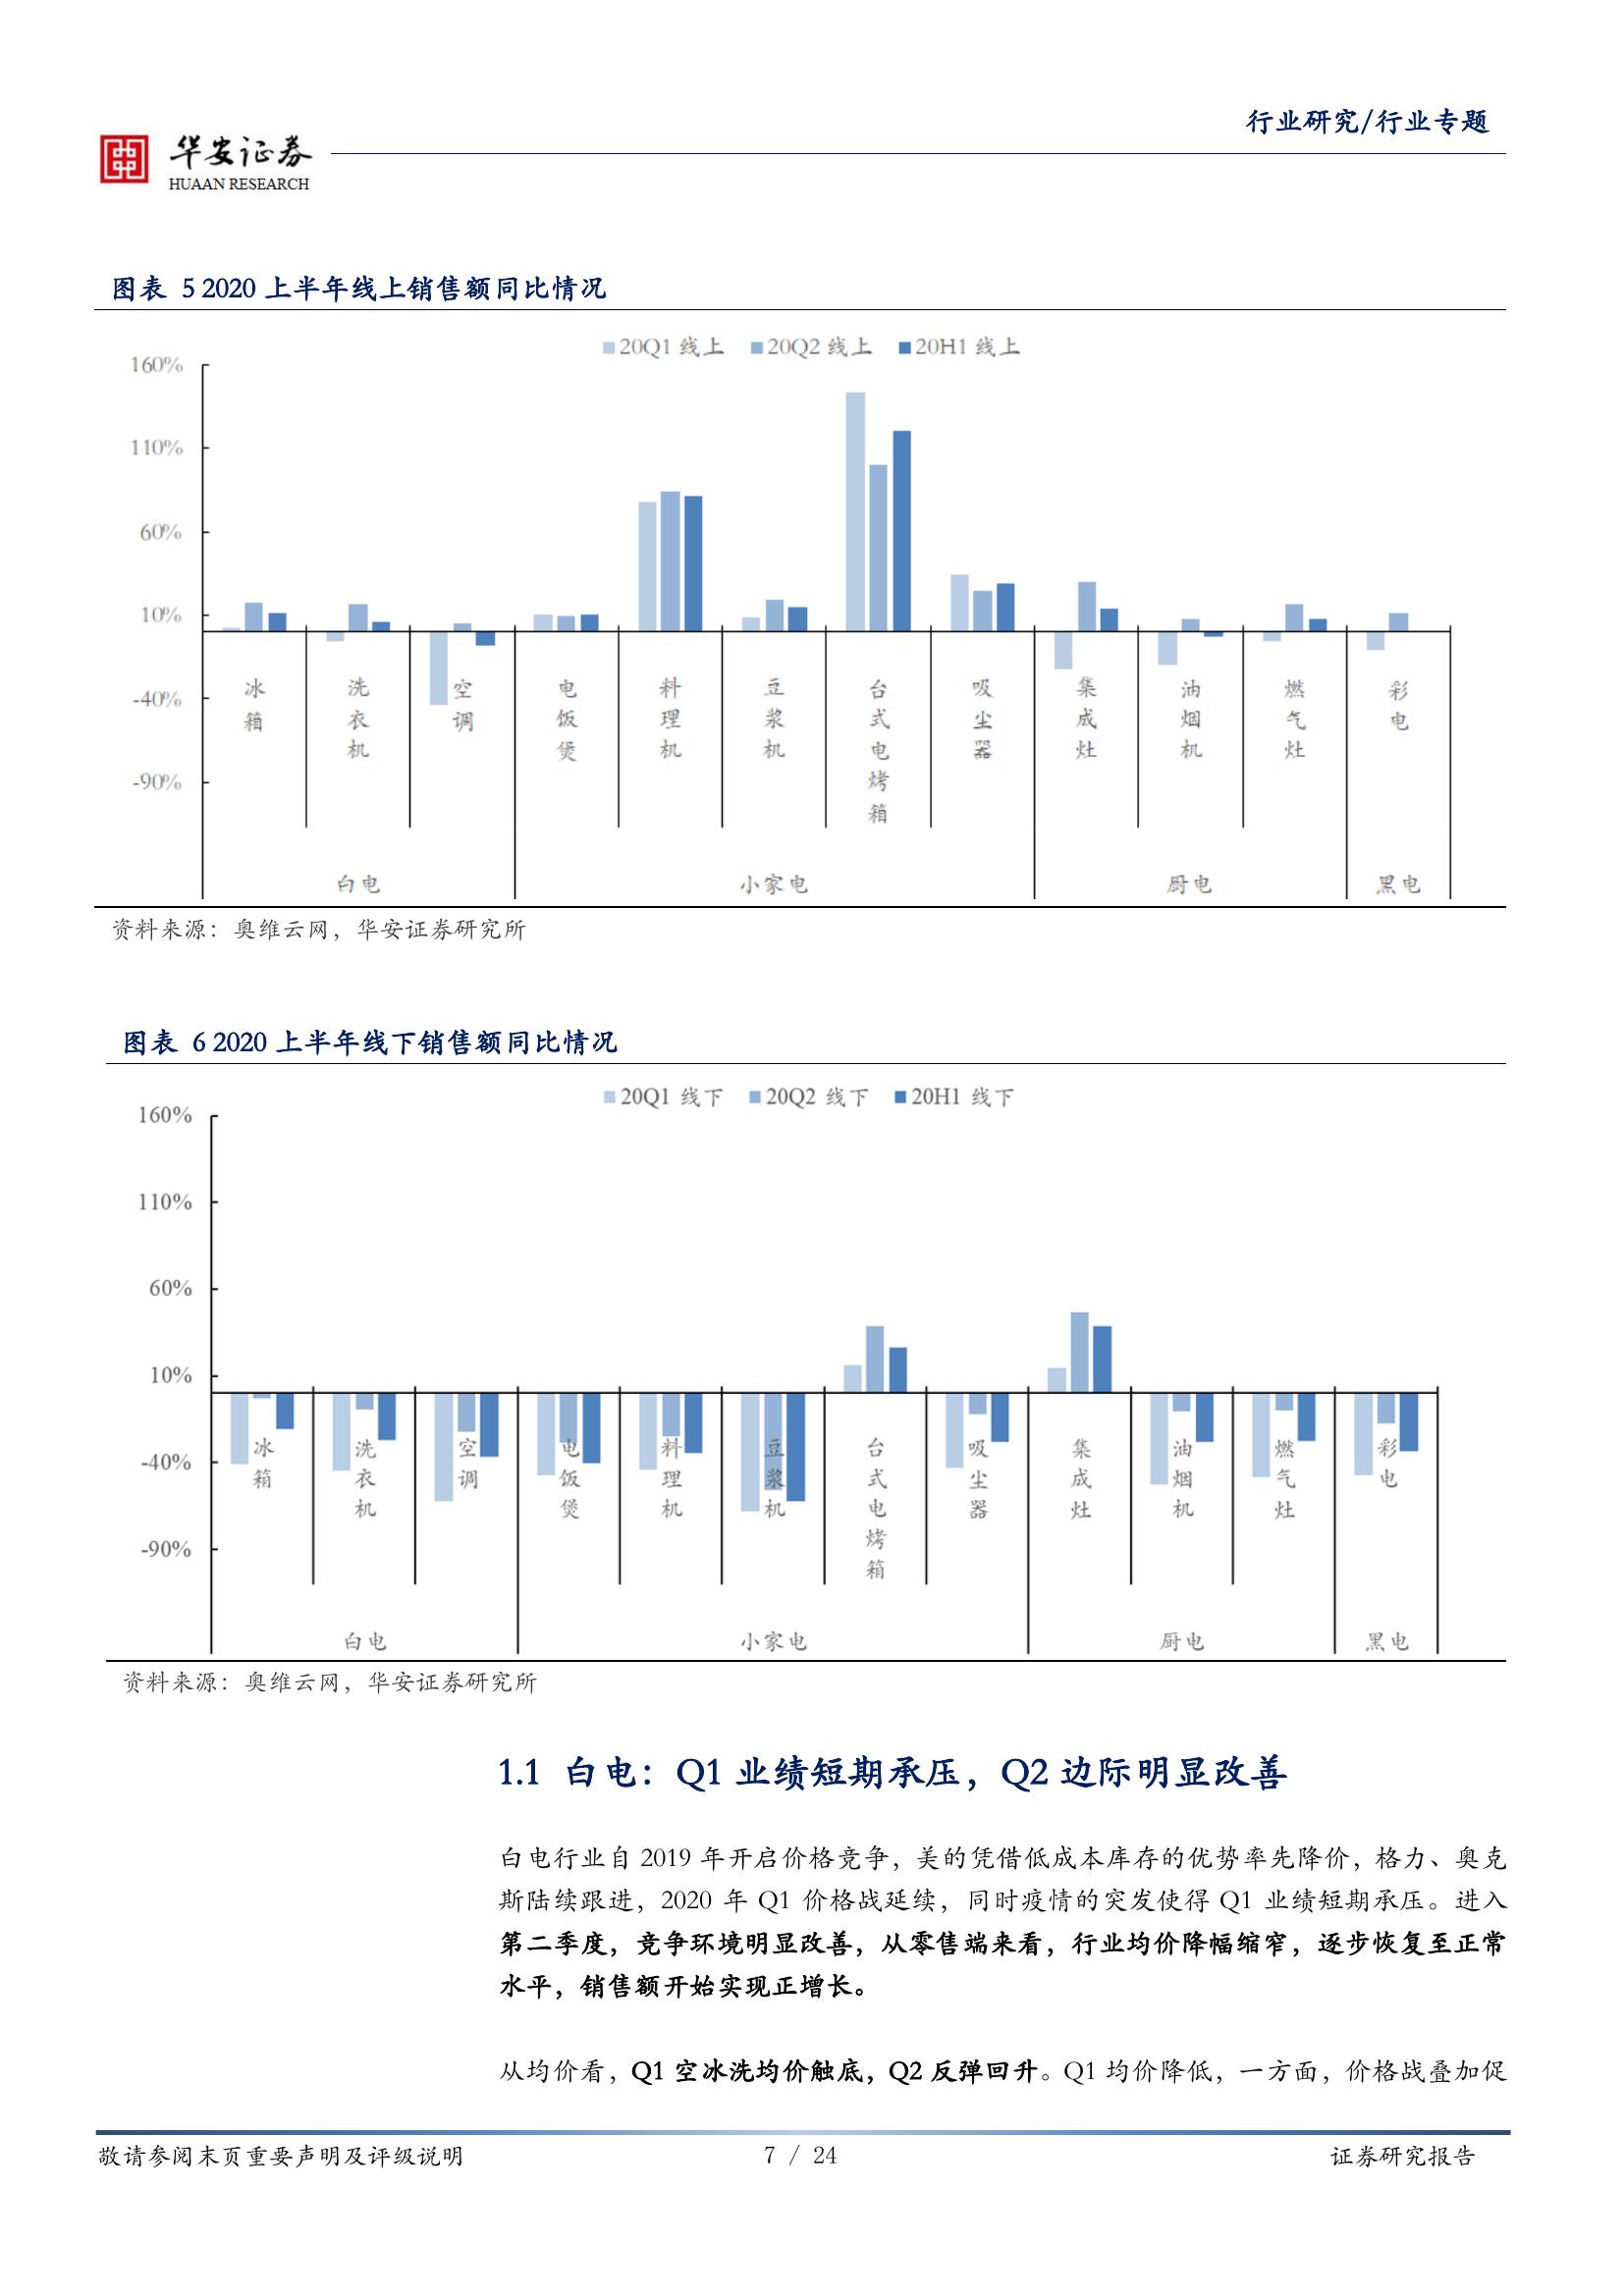 行业研究/行业专题
华安证券
HUAAN RESEARCH
图表 5 2020 上半年线上销售额同比情况
20Q1 线上 20Q2 线上 20H1 线上
160%
110%
60%
10%
-40%
-90%
冰箱 洗衣机 空调 电饭煲 料理机 豆浆机 台式电烤箱 吸尘器 集成灶 油烟机 燃气灶 彩电
白电 小家电 厨电 黑电
资料来源：奥维云网，华安证券研究所
图表 6 2020 上半年线下销售额同比情况
20Q1 线下 20Q2 线下 20H1 线下
160%
110%
60%
10%
-40%
-90%
冰箱 洗衣机 空调 电饭煲 料理机 豆浆机 台式电烤箱 吸尘器 集成灶 油烟机 燃气灶 彩电
白电 小家电 厨电 黑电
资料来源：奥维云网，华安证券研究所
1.1 白电：Q1 业绩短期承压，Q2 边际明显改善
白电行业自 2019 年开启价格竞争，美的凭借低成本库存的优势率先降价，格力、奥克
斯陆续跟进，2020 年 Q1 价格战延续，同时疫情的突发使得 Q1 业绩短期承压。进入
第二季度，竞争环境明显改善，从零售端来看，行业均价降幅缩窄，逐步恢复至正常
水平，销售额开始实现正增长。
从均价看，Q1 空冰洗均价触底，Q2 反弹回升。Q1 均价降低，一方面，价格战叠加促
敬请参阅末页重要声明及评级说明 7 / 24 证券研究报告